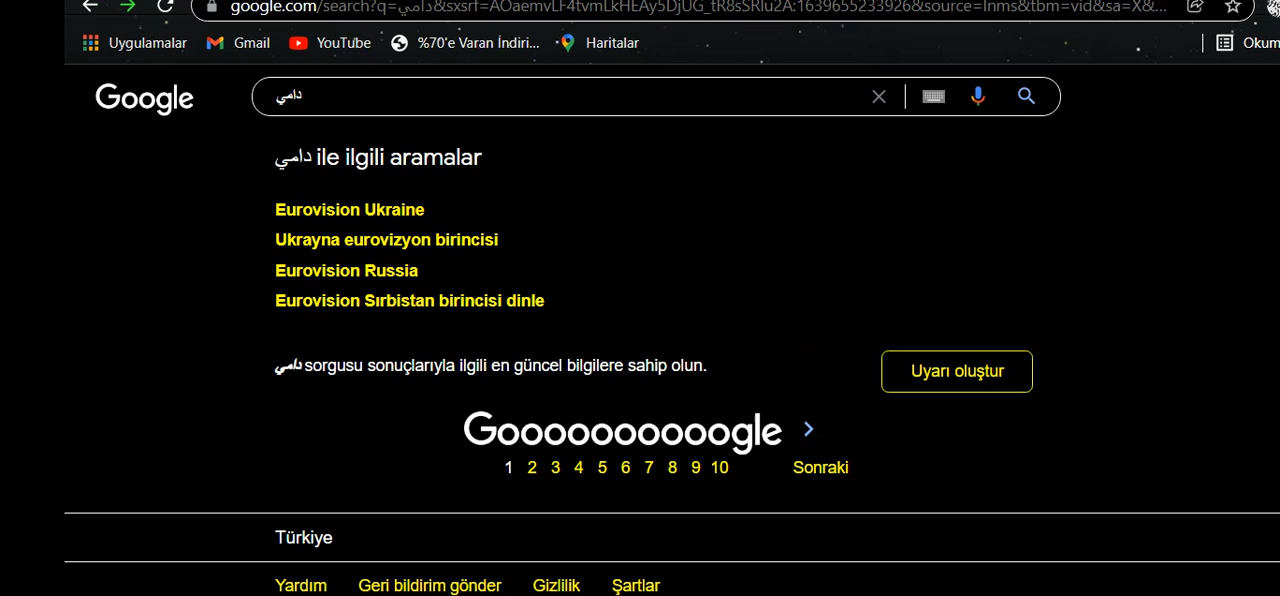 google.com/search?q=دامي&sxsrf=AOaemvLF4tvmLkHEAy5DjUG_tR8sSRlu2A:1639655233926&source=lnms&tbm=vid&sa=X&...
Uygulamalar Gmail YouTube %70'e Varan İndiri... Haritalar Okum
Google دامي
دامي ile ilgili aramalar
Eurovision Ukraine
Ukrayna eurovizyon birincisi
Eurovision Russia
Eurovision Sırbistan birincisi dinle
دامي sorgusu sonuçlarıyla ilgili en güncel bilgilere sahip olun. Uyarı oluştur
Goooooooooogle
1 2 3 4 5 6 7 8 9 10 Sonraki
Türkiye
Yardım Geri bildirim gönder Gizlilik Şartlar